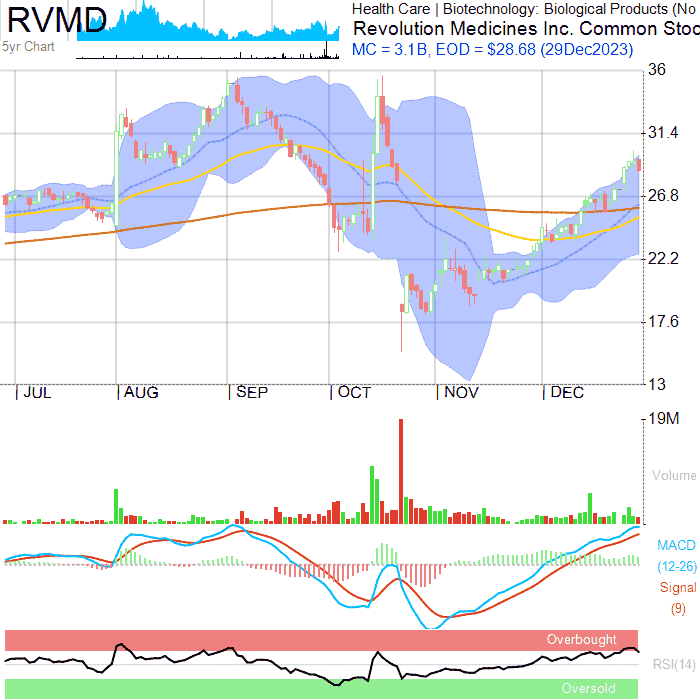 RVMD
5yr Chart
Health Care | Biotechnology: Biological Products (No
Revolution Medicines Inc. Common Stoc
MC = 3.1B, EOD = $28.68 (29Dec2023)
36
31.4
26.8
22.2
17.6
13
| JUL | AUG | SEP | OCT | NOV | DEC
19M
Volume
MACD
(12-26)
Signal
(9)
Overbought
RSI(14)
Oversold